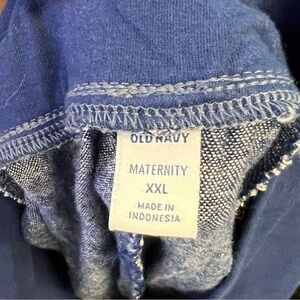 OLD NAVY
MATERNITY
XXL
MADE IN
INDONESIA